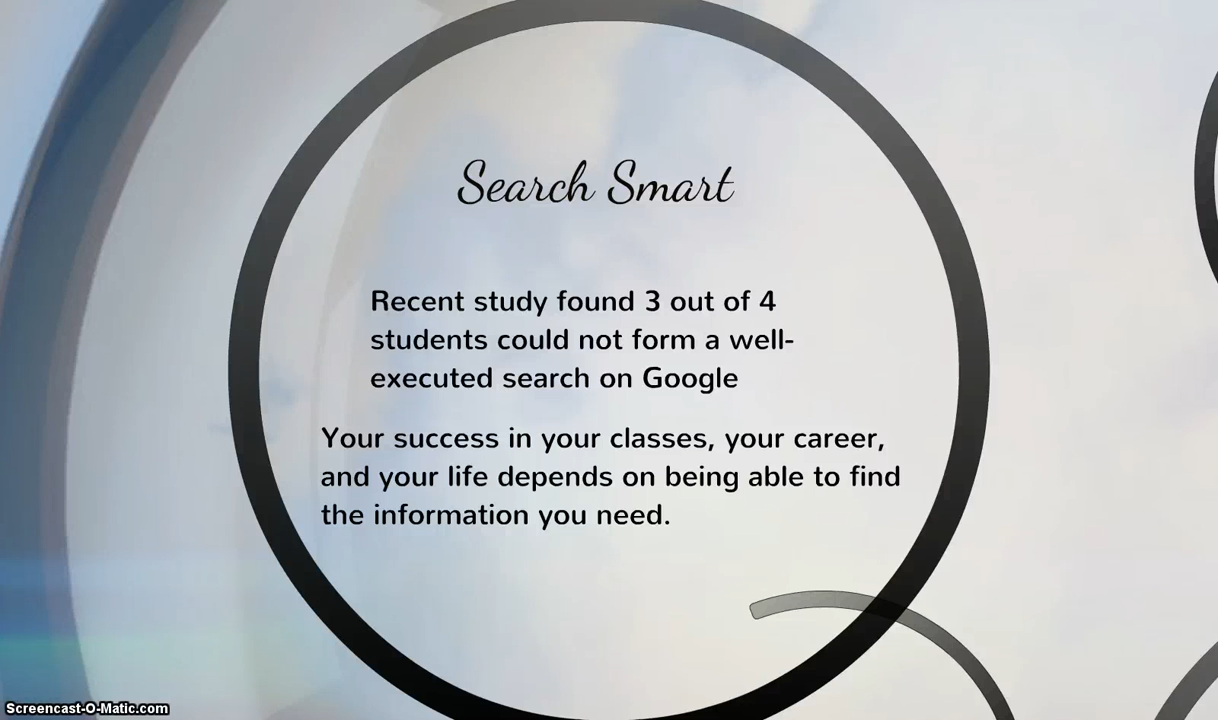 Search Smart
Recent study found 3 out of 4
students could not form a well-
executed search on Google
Your success in your classes, your career,
and your life depends on being able to find
the information you need.
Screencast-O-Matic.com